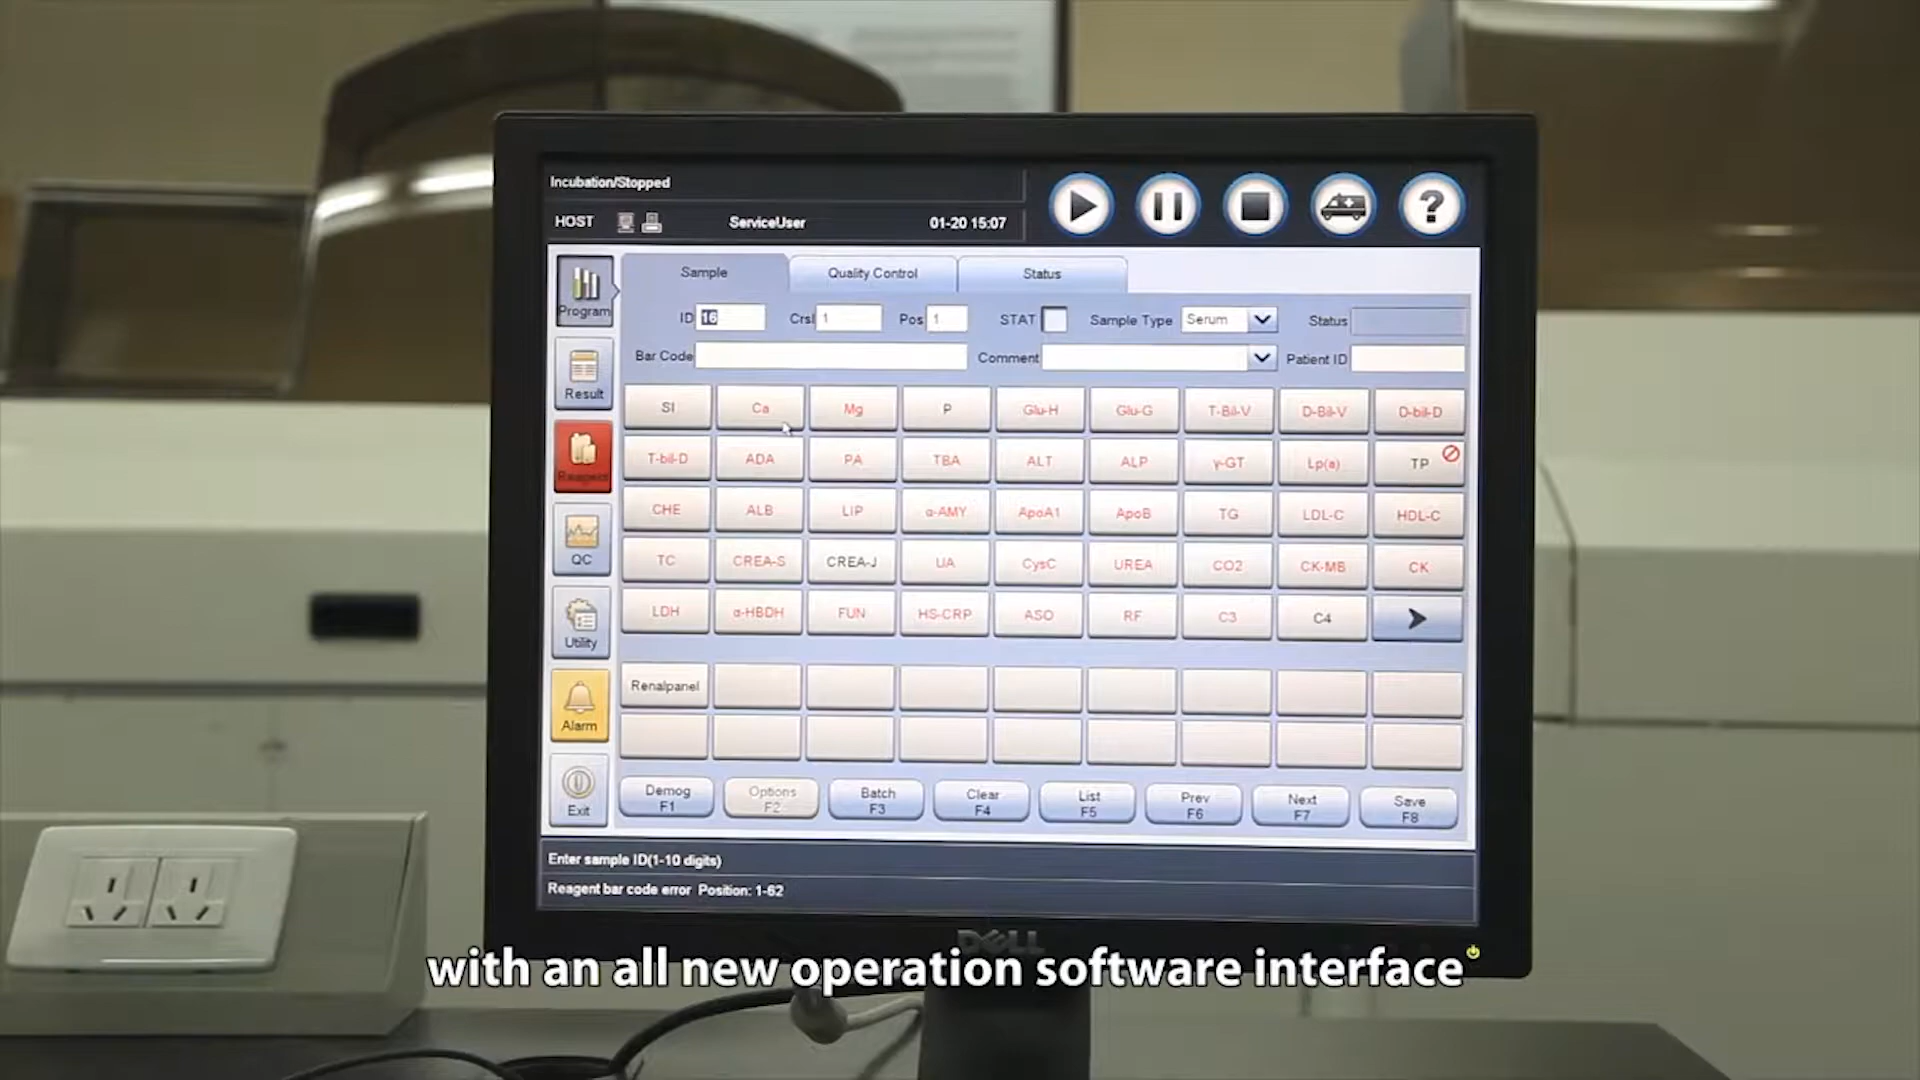 Incubation/Stopped
HOST ServiceUser 01-20 15:07
Program
Result
Reagent
QC
Utility
Alarm
Exit
Sample Quality Control Status
ID 16 Crsl 1 Pos 1 STAT Sample Type Serum Status
Bar Code Comment Patient ID
SI Ca Mg P Glu-H Glu-G T-Bil-V D-Bil-V D-bil-D
T-bil-D ADA PA TBA ALT ALP γ-GT Lp(a) TP
CHE ALB LIP α-AMY ApoA1 ApoB TG LDL-C HDL-C
TC CREA-S CREA-J UA CysC UREA CO2 CK-MB CK
LDH α-HBDH FUN HS-CRP ASO RF C3 C4
Renalpanel
Demog F1 Options F2 Batch F3 Clear F4 List F5 Prev F6 Next F7 Save F8
Enter sample ID(1-10 digits)
Reagent bar code error Position: 1-62
DELL
with an all new operation software interface